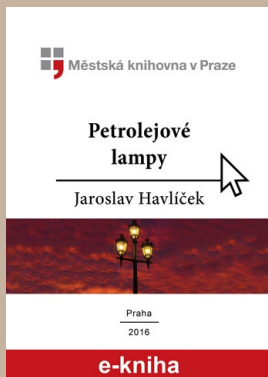 Městská knihovna v Praze
Petrolejové
lampy
Jaroslav Havlíček
Praha
2016
e-kniha